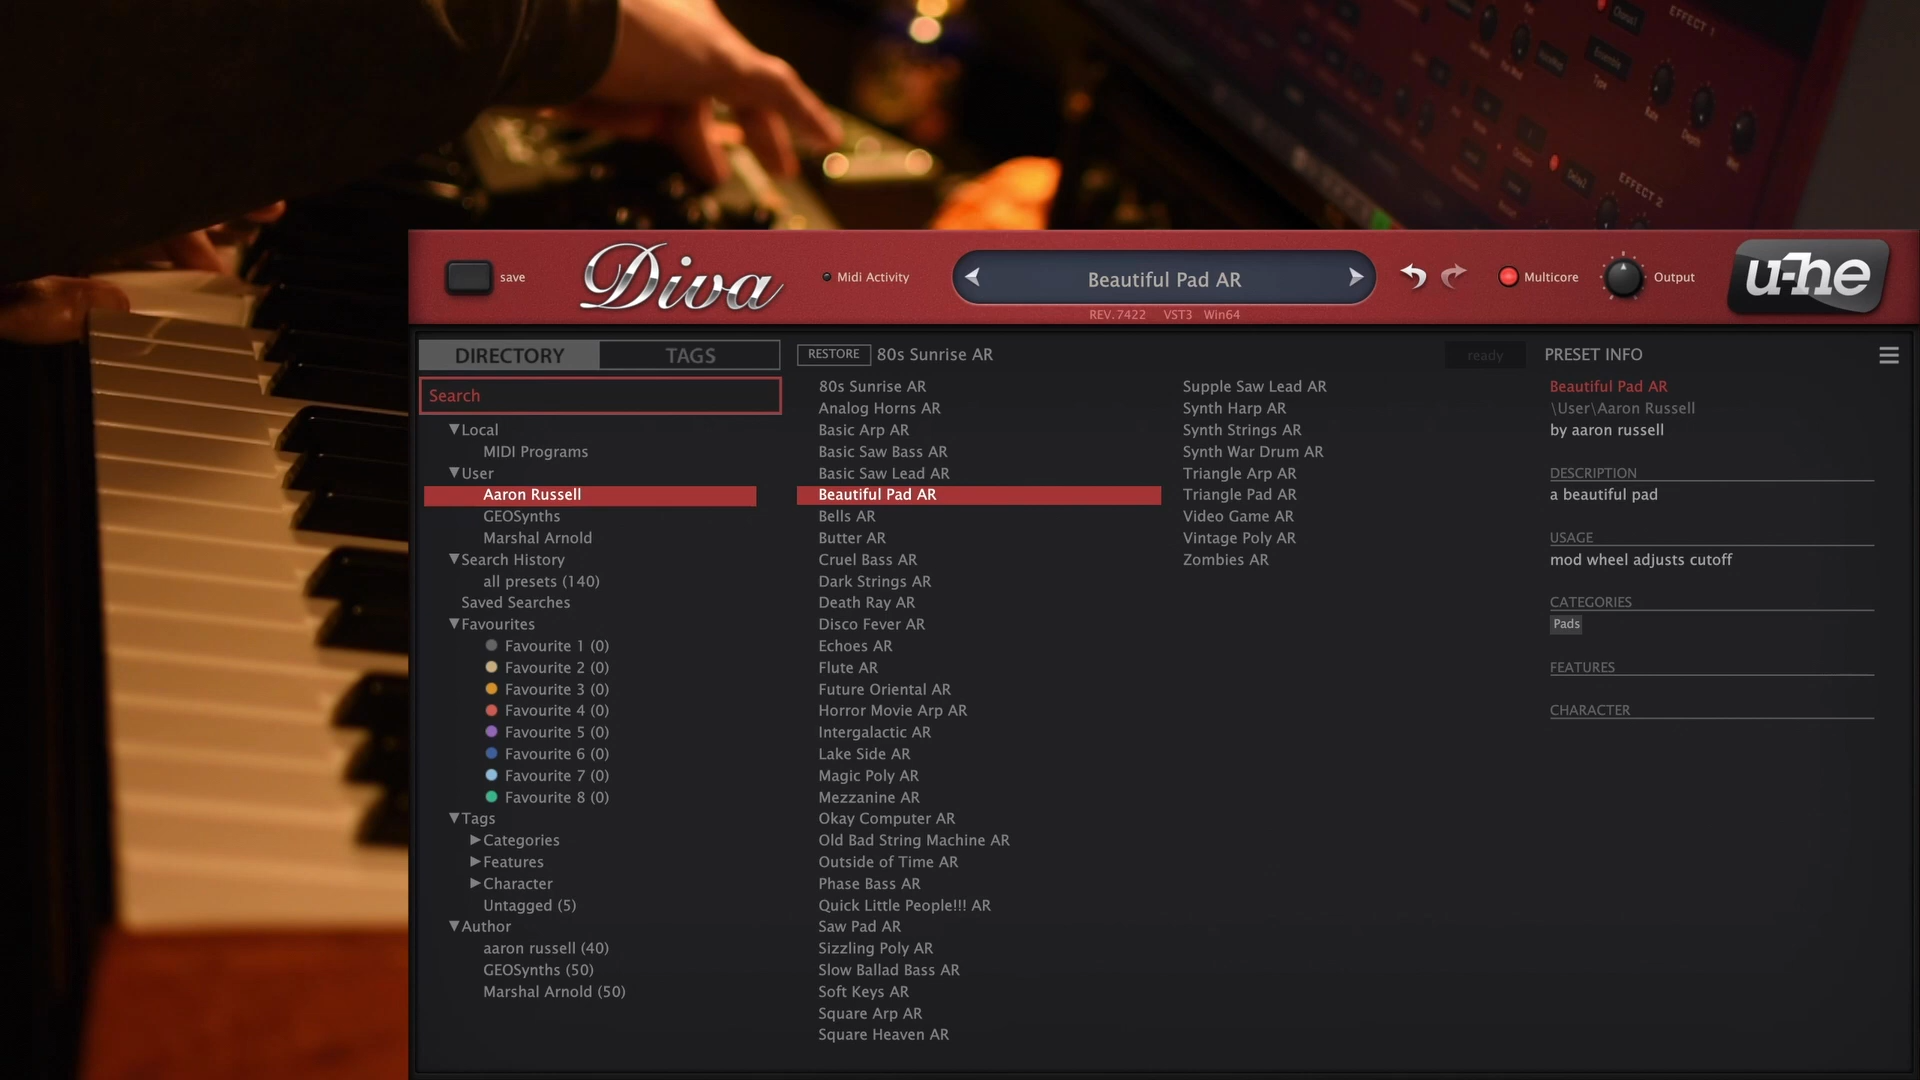 EFFECT 1
Chorus1
Ensemble
Type
Rate
Depth
Wet
EFFECT 2
save
Diva
Midi Activity
Beautiful Pad AR
Multicore
Output
u-he
REV.7422 VST3 Win64
DIRECTORY
TAGS
RESTORE
80s Sunrise AR
ready
PRESET INFO
Search
Local
MIDI Programs
User
Aaron Russell
GEOSynths
Marshal Arnold
Search History
all presets (140)
Saved Searches
Favourites
Favourite 1 (0)
Favourite 2 (0)
Favourite 3 (0)
Favourite 4 (0)
Favourite 5 (0)
Favourite 6 (0)
Favourite 7 (0)
Favourite 8 (0)
Tags
Categories
Features
Character
Untagged (5)
Author
aaron russell (40)
GEOSynths (50)
Marshal Arnold (50)
80s Sunrise AR
Analog Horns AR
Basic Arp AR
Basic Saw Bass AR
Basic Saw Lead AR
Beautiful Pad AR
Bells AR
Butter AR
Cruel Bass AR
Dark Strings AR
Death Ray AR
Disco Fever AR
Echoes AR
Flute AR
Future Oriental AR
Horror Movie Arp AR
Intergalactic AR
Lake Side AR
Magic Poly AR
Mezzanine AR
Okay Computer AR
Old Bad String Machine AR
Outside of Time AR
Phase Bass AR
Quick Little People!!! AR
Saw Pad AR
Sizzling Poly AR
Slow Ballad Bass AR
Soft Keys AR
Square Arp AR
Square Heaven AR
Supple Saw Lead AR
Synth Harp AR
Synth Strings AR
Synth War Drum AR
Triangle Arp AR
Triangle Pad AR
Video Game AR
Vintage Poly AR
Zombies AR
Beautiful Pad AR
\User\Aaron Russell
by aaron russell
DESCRIPTION
a beautiful pad
USAGE
mod wheel adjusts cutoff
CATEGORIES
Pads
FEATURES
CHARACTER